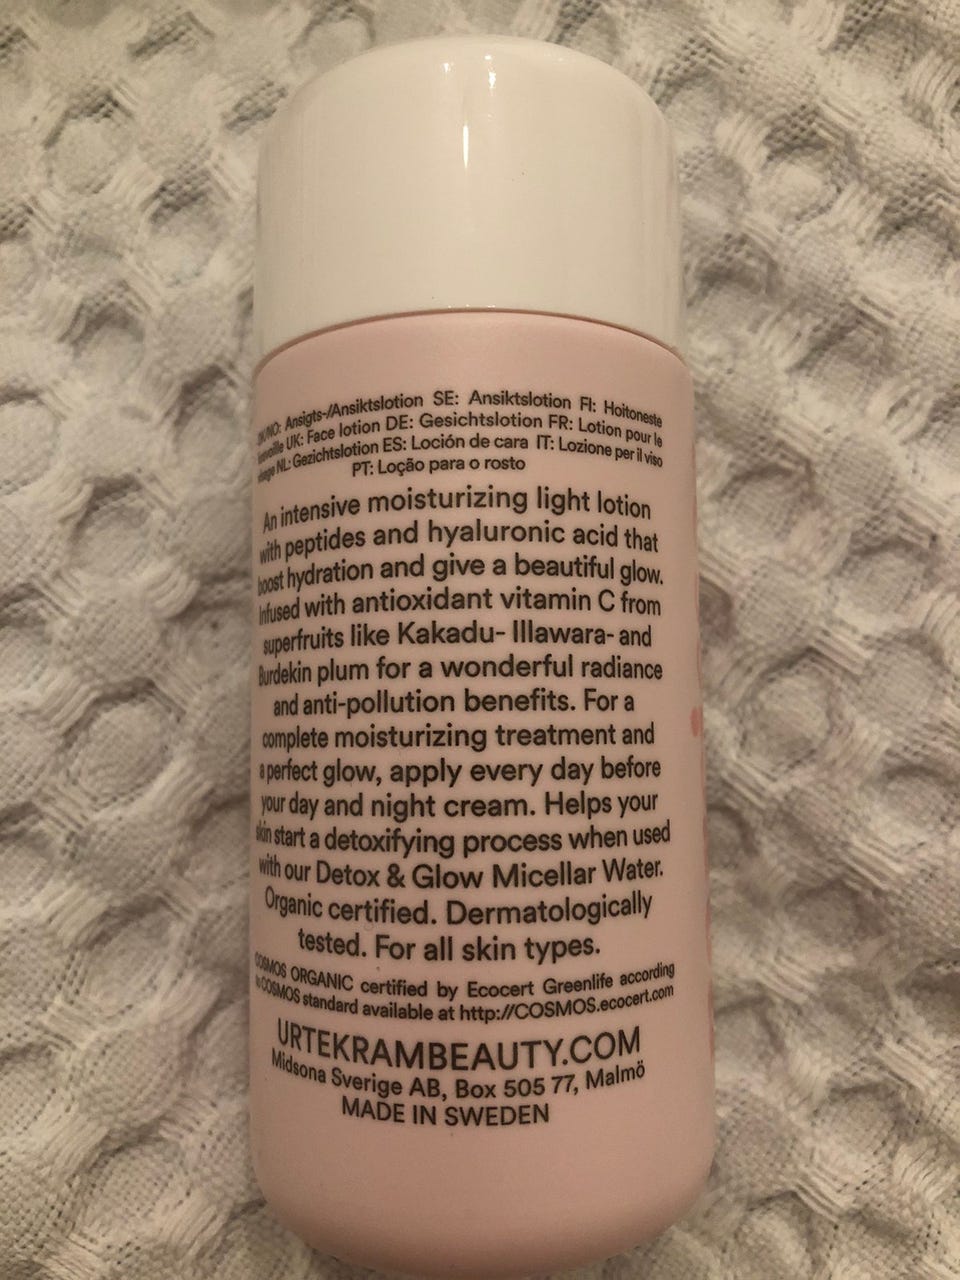 DK/NO: Ansigts-/Ansiktslotion SE: Ansiktslotion FI: Hoitoneste
kasvoille UK: Face lotion DE: Gesichtslotion FR: Lotion pour le
visage NL: Gezichtslotion ES: Loción de cara IT: Lozione per il viso
PT: Loção para o rosto
An intensive moisturizing light lotion
with peptides and hyaluronic acid that
boost hydration and give a beautiful glow.
Infused with antioxidant vitamin C from
superfruits like Kakadu- Illawara- and
Burdekin plum for a wonderful radiance
and anti-pollution benefits. For a
complete moisturizing treatment and
a perfect glow, apply every day before
your day and night cream. Helps your
skin start a detoxifying process when used
with our Detox & Glow Micellar Water.
Organic certified. Dermatologically
tested. For all skin types.
COSMOS ORGANIC certified by Ecocert Greenlife according
to COSMOS standard available at http://COSMOS.ecocert.com
URTEKRAMBEAUTY.COM
Midsona Sverige AB, Box 505 77, Malmö
MADE IN SWEDEN